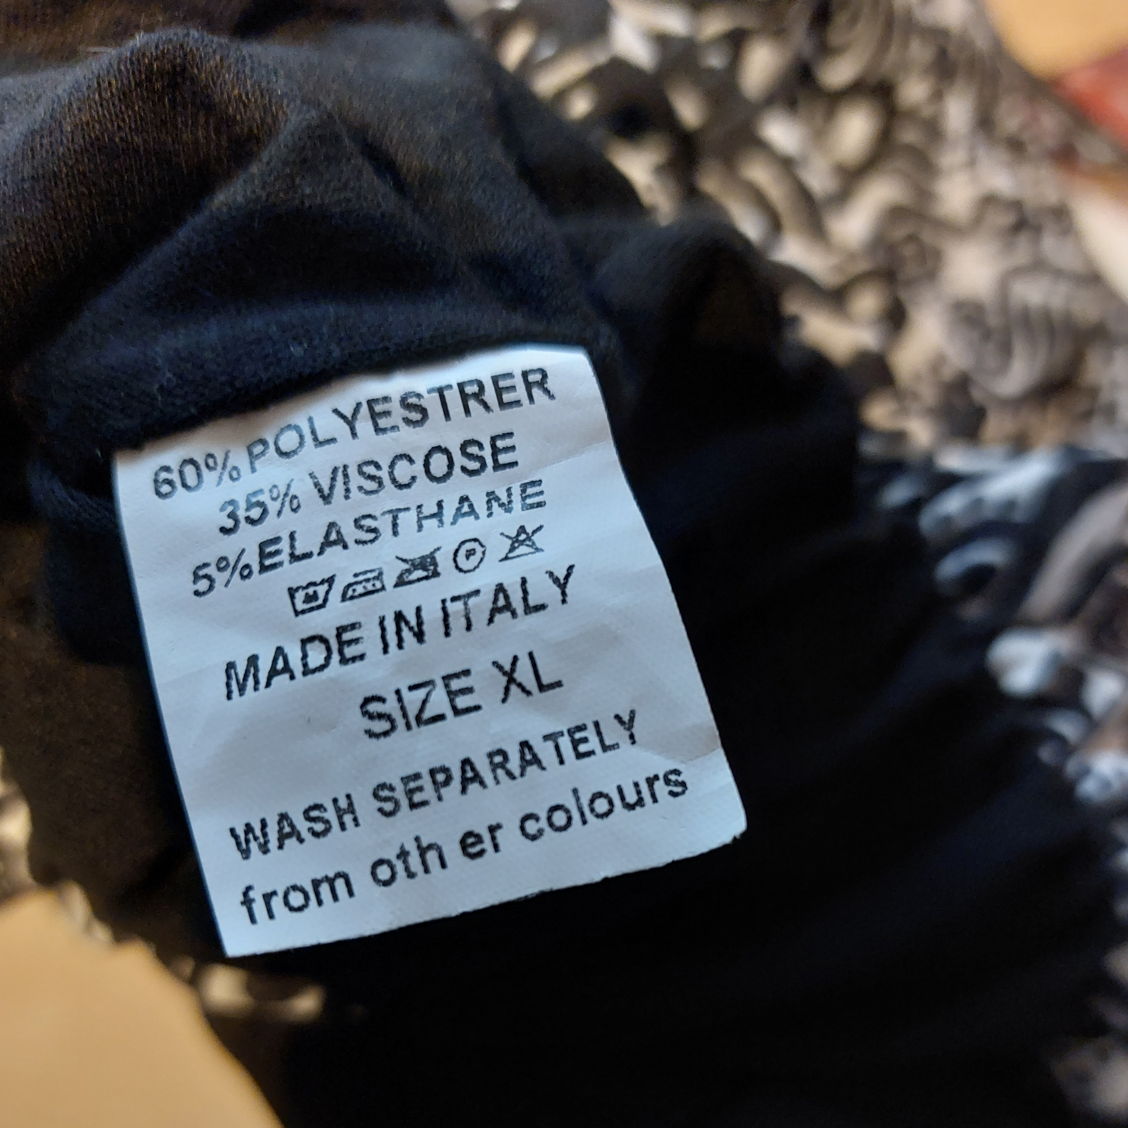 60% POLYESTRER
35% VISCOSE
5%ELASTHANE
P
MADE IN ITALY
SIZE XL
WASH SEPARATELY
from oth er colours